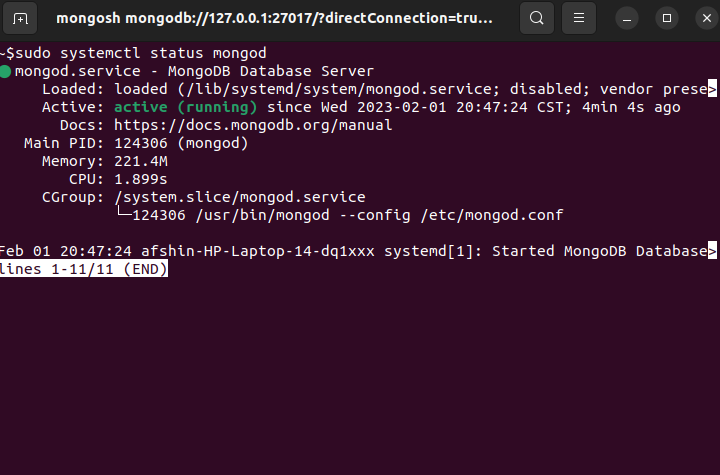 mongosh mongodb://127.0.0.1:27017/?directConnection=tru...
~$sudo systemctl status mongod
● mongod.service - MongoDB Database Server
     Loaded: loaded (/lib/systemd/system/mongod.service; disabled; vendor prese>
     Active: active (running) since Wed 2023-02-01 20:47:24 CST; 4min 4s ago
       Docs: https://docs.mongodb.org/manual
   Main PID: 124306 (mongod)
     Memory: 221.4M
        CPU: 1.899s
     CGroup: /system.slice/mongod.service
             └─124306 /usr/bin/mongod --config /etc/mongod.conf
Feb 01 20:47:24 afshin-HP-Laptop-14-dq1xxx systemd[1]: Started MongoDB Database>
lines 1-11/11 (END)